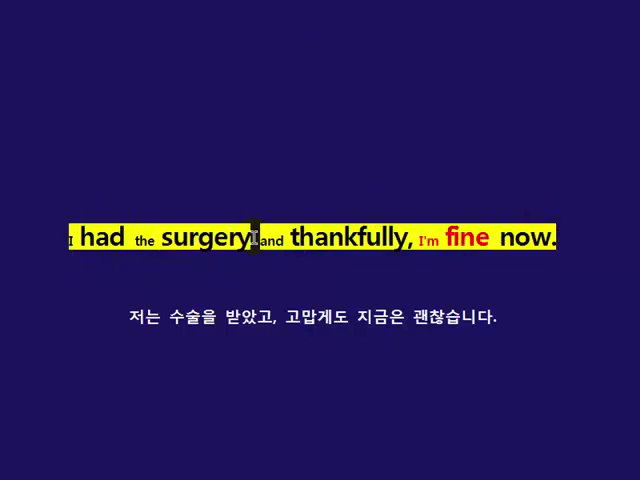 I had the surgery and thankfully, I'm fine now.
저는 수술을 받았고, 고맙게도 지금은 괜찮습니다.